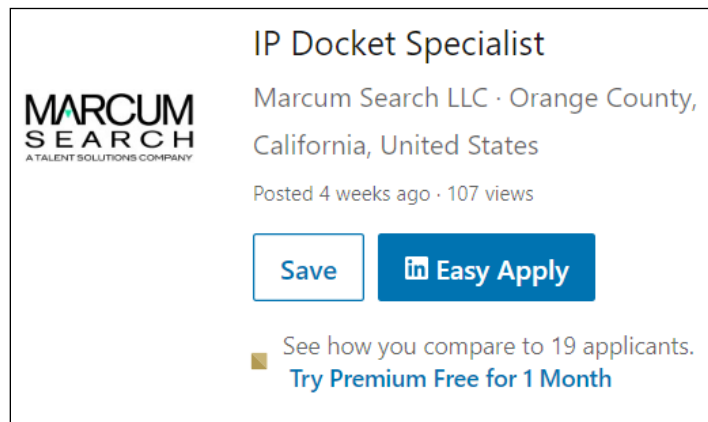 IP Docket Specialist
MARCUM
SEARCH
A TALENT SOLUTIONS COMPANY
Marcum Search LLC · Orange County,
California, United States
Posted 4 weeks ago · 107 views
Save
in Easy Apply
See how you compare to 19 applicants.
Try Premium Free for 1 Month